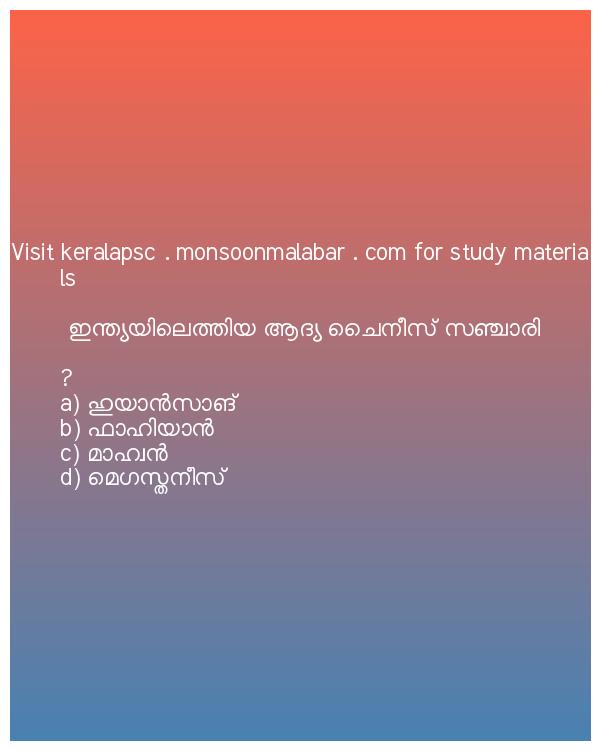 Visit keralapsc . monsoonmalabar . com for study materia
ls
ഇന്ത്യയിലെത്തിയ ആദ്യ ചൈനീസ് സഞ്ചാരി
?
a) ഹുയാൻസാങ്
b) ഫാഹിയാൻ
c) മാഹ്വൻ
d) മെഗസ്തനീസ്